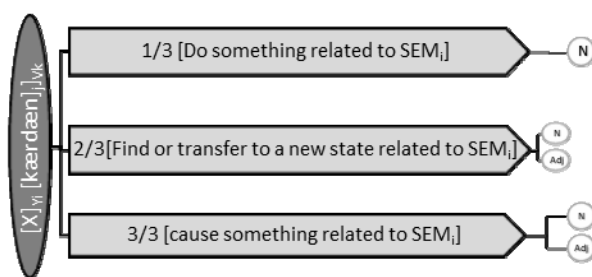 [X]Yi [kærdæn]j]Vk
1/3 [Do something related to SEMi]
N
2/3[Find or transfer to a new state related to SEMi]
N
Adj
3/3 [cause something related to SEMi]
N
Adj